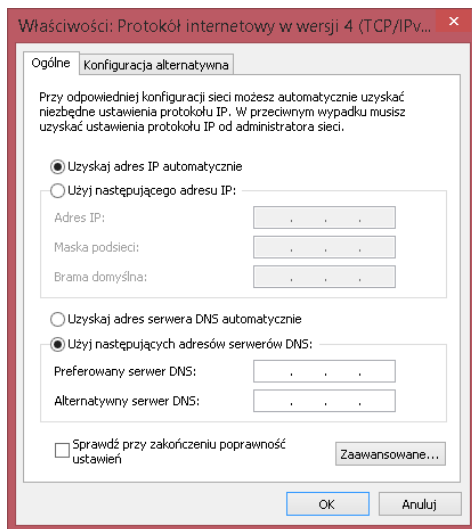 Właściwości: Protokół internetowy w wersji 4 (TCP/IPv...
Ogólne
Konfiguracja alternatywna
Przy odpowiedniej konfiguracji sieci możesz automatycznie uzyskać
niezbędne ustawienia protokołu IP. W przeciwnym wypadku musisz
uzyskać ustawienia protokołu IP od administratora sieci.
Uzyskaj adres IP automatycznie
Użyj następującego adresu IP:
Adres IP:
Maska podsieci:
Brama domyślna:
Uzyskaj adres serwera DNS automatycznie
Użyj następujących adresów serwerów DNS:
Preferowany serwer DNS:
Alternatywny serwer DNS:
Sprawdź przy zakończeniu poprawność
ustawień
Zaawansowane...
OK
Anuluj